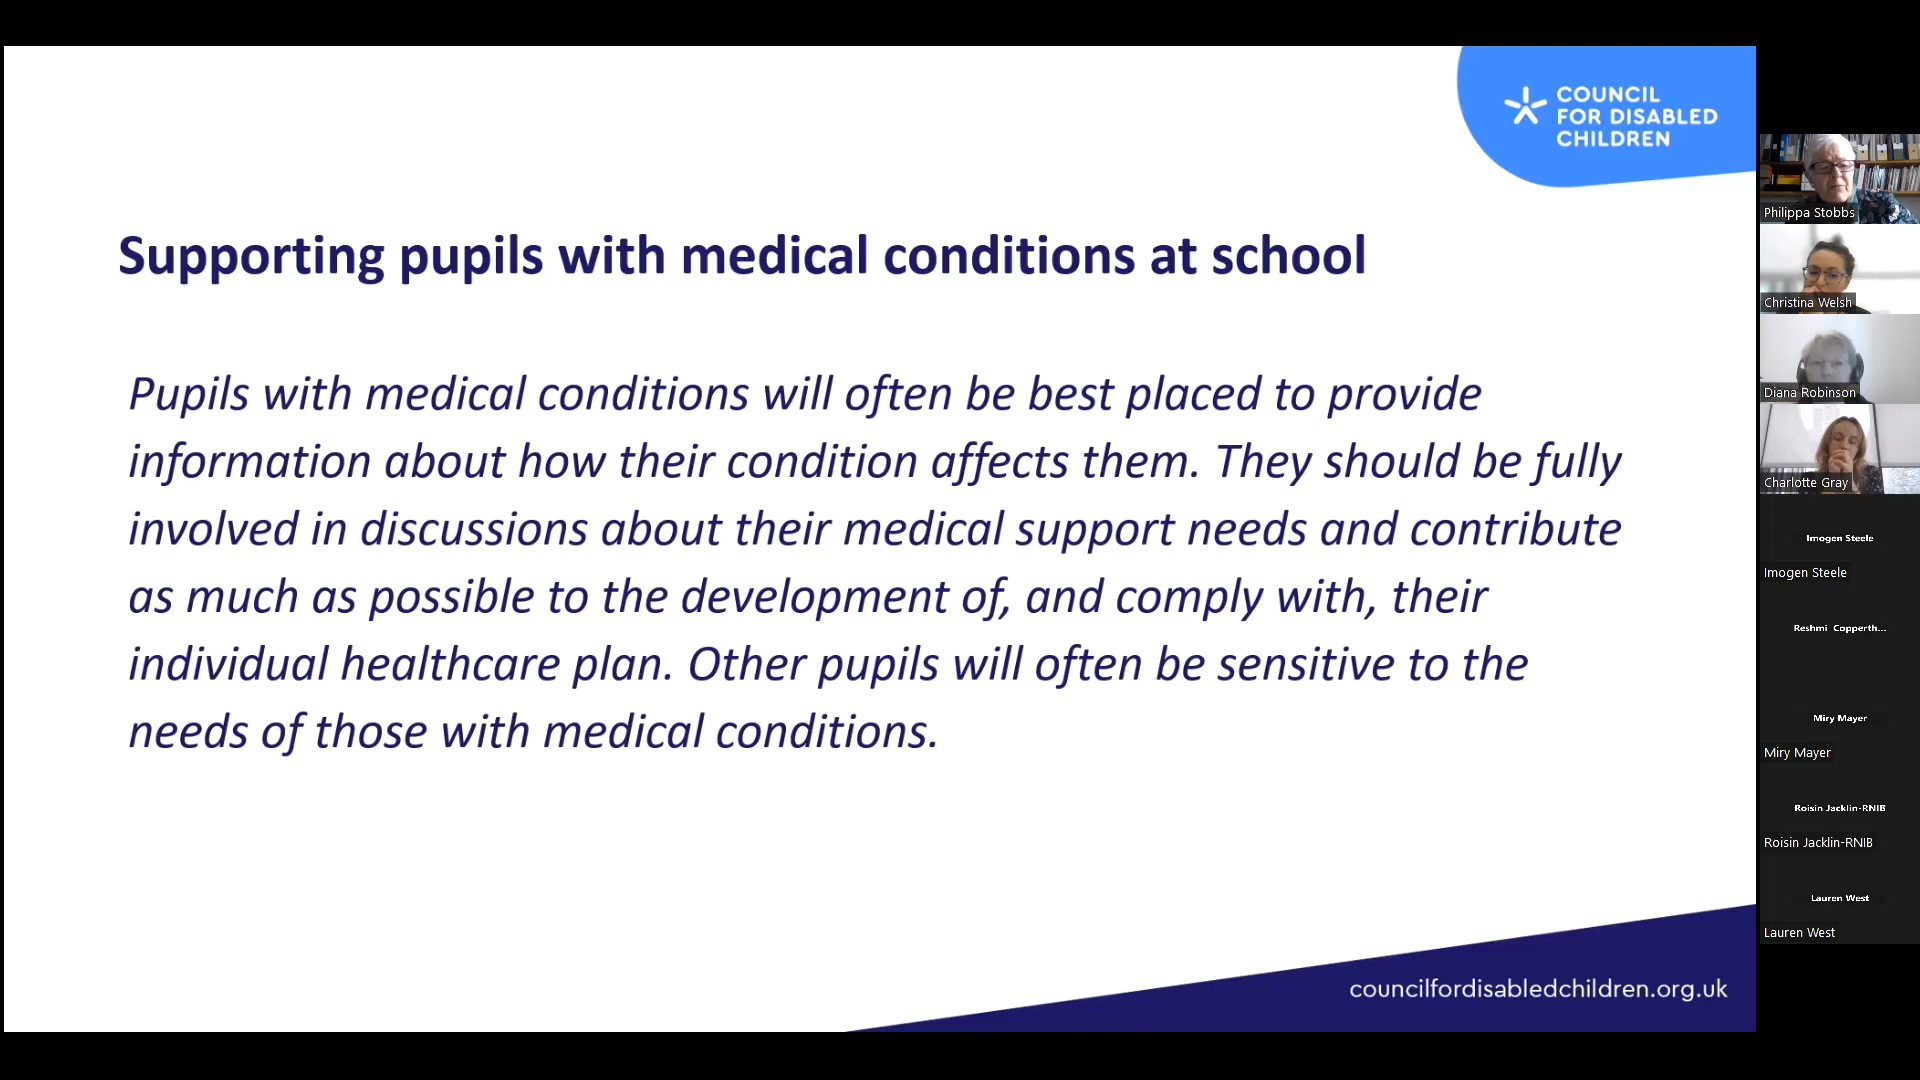 COUNCIL
FOR DISABLED
CHILDREN
Supporting pupils with medical conditions at school
Pupils with medical conditions will often be best placed to provide
information about how their condition affects them. They should be fully
involved in discussions about their medical support needs and contribute
as much as possible to the development of, and comply with, their
individual healthcare plan. Other pupils will often be sensitive to the
needs of those with medical conditions.
councilfordisabledchildren.org.uk
Philippa Stobbs
Christina Welsh
Diana Robinson
Charlotte Gray
Imogen Steele
Imogen Steele
Reshmi Copperth...
Miry Mayer
Miry Mayer
Roisin Jacklin-RNIB
Roisin Jacklin-RNIB
Lauren West
Lauren West